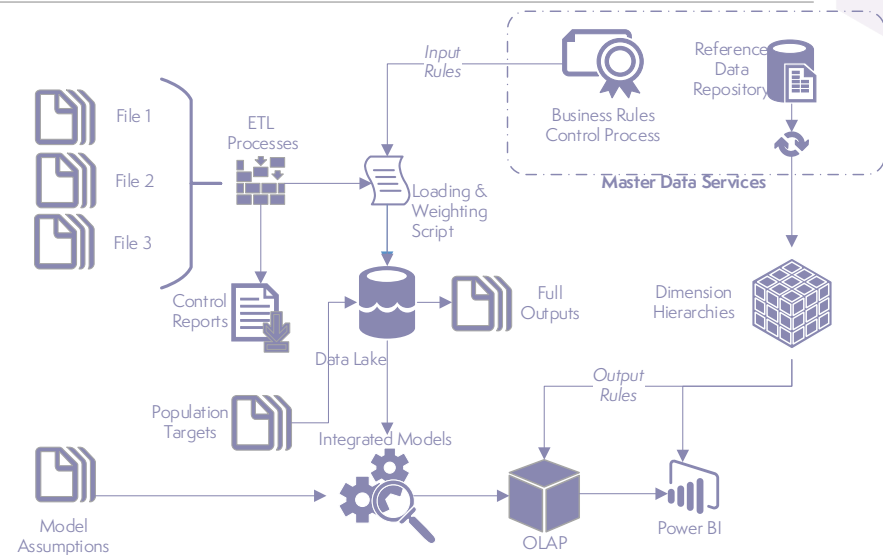 Input
Rules
Reference
Data
Repository
Business Rules
Control Process
Master Data Services
File 1
File 2
File 3
ETL
Processes
Loading &
Weighting
Script
Control
Reports
Full
Outputs
Dimension
Hierarchies
Data Lake
Output
Rules
Population
Targets
Integrated Models
Model
Assumptions
OLAP
Power BI